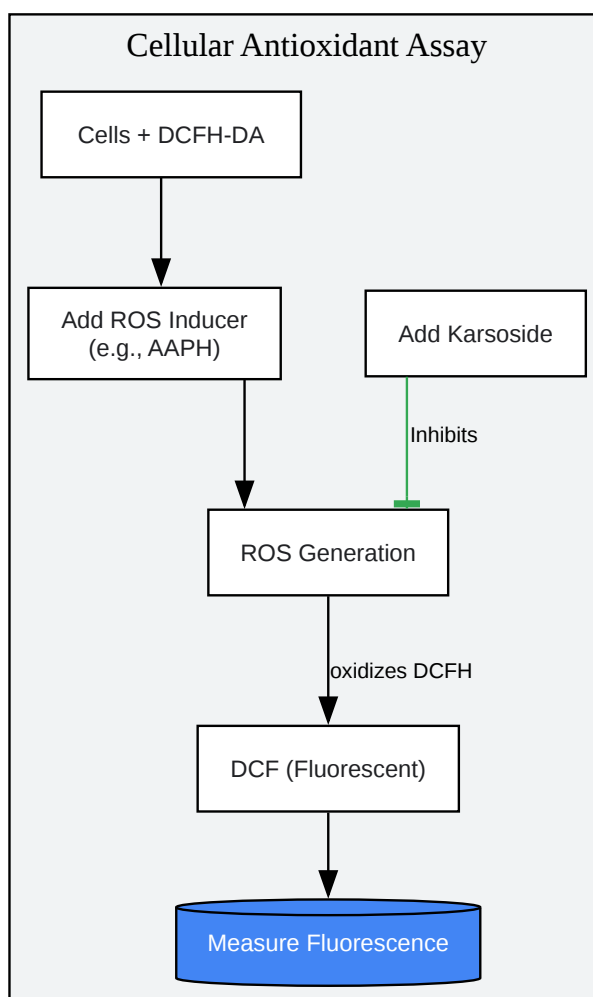 Cellular Antioxidant Assay
Cells + DCFH-DA
Add ROS Inducer
(e.g., AAPH)
Add Karsoside
Inhibits
ROS Generation
oxidizes DCFH
DCF (Fluorescent)
Measure Fluorescence